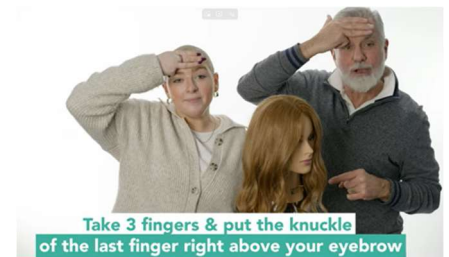 Take 3 fingers & put the knuckle
of the last finger right above your eyebrow